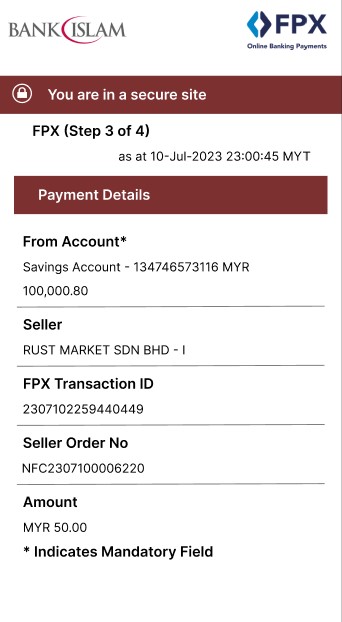 BANK ISLAM
FPX
Online Banking Payments
You are in a secure site
FPX (Step 3 of 4)
as at 10-Jul-2023 23:00:45 MYT
Payment Details
From Account*
Savings Account - 134746573116 MYR
100,000.80
Seller
RUST MARKET SDN BHD - I
FPX Transaction ID
2307102259440449
Seller Order No
NFC2307100006220
Amount
MYR 50.00
* Indicates Mandatory Field